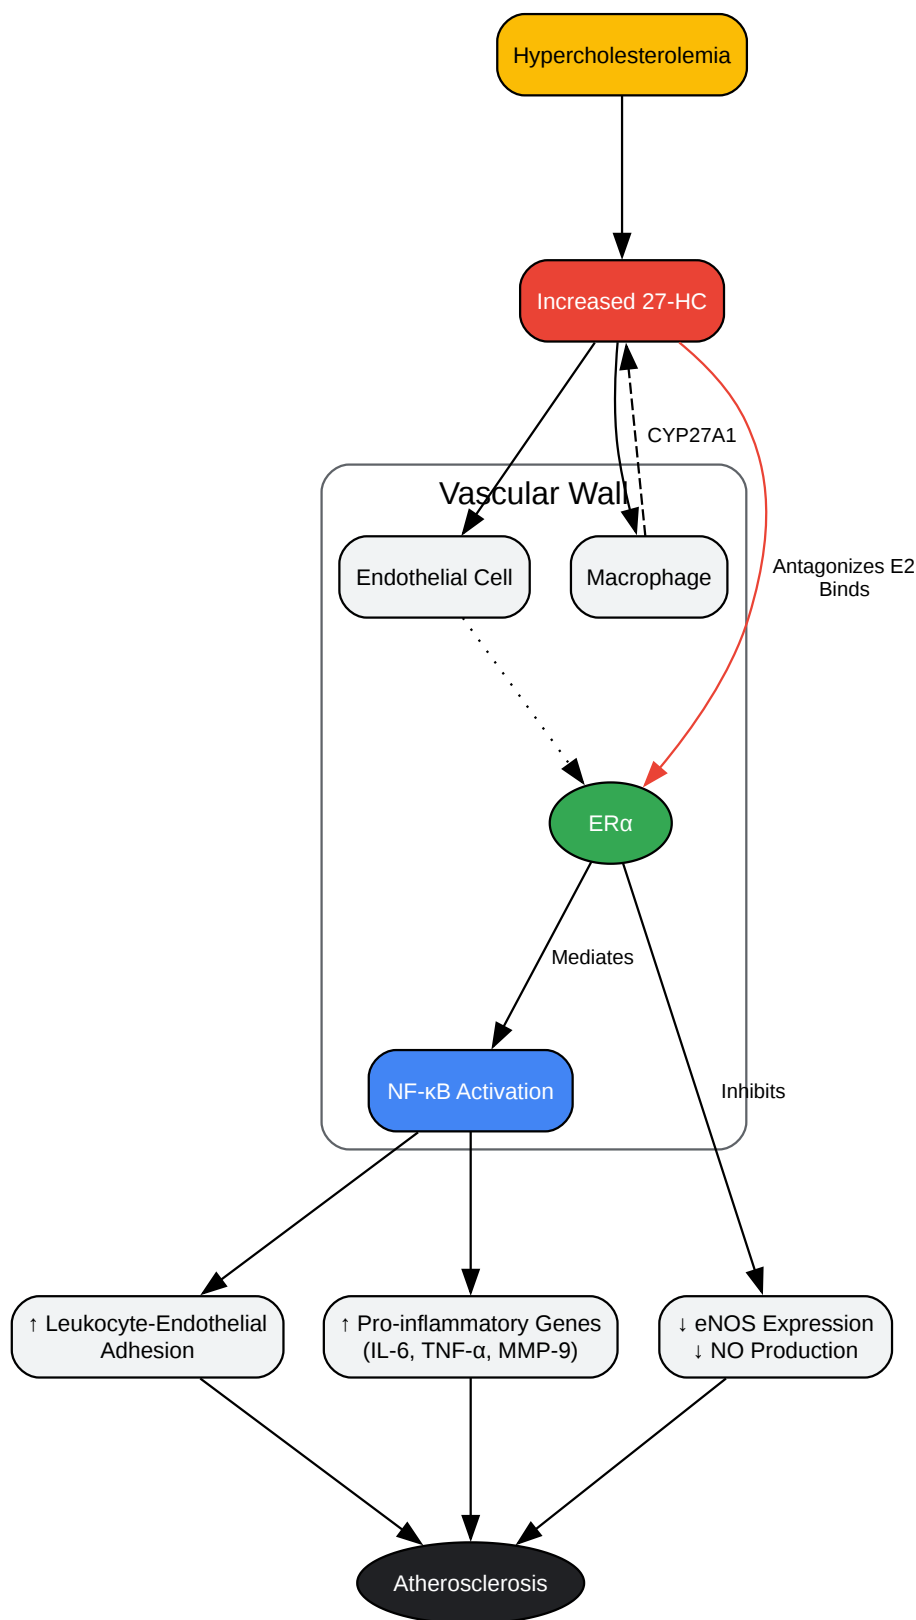 Hypercholesterolemia
Increased 27-HC
CYP27A1
Vascular Wall
Endothelial Cell
Macrophage
Antagonizes E2
Binds
ERα
Mediates
NF-κB Activation
Inhibits
↑ Leukocyte-Endothelial
Adhesion
↑ Pro-inflammatory Genes
(IL-6, TNF-α, MMP-9)
↓ eNOS Expression
↓ NO Production
Atherosclerosis